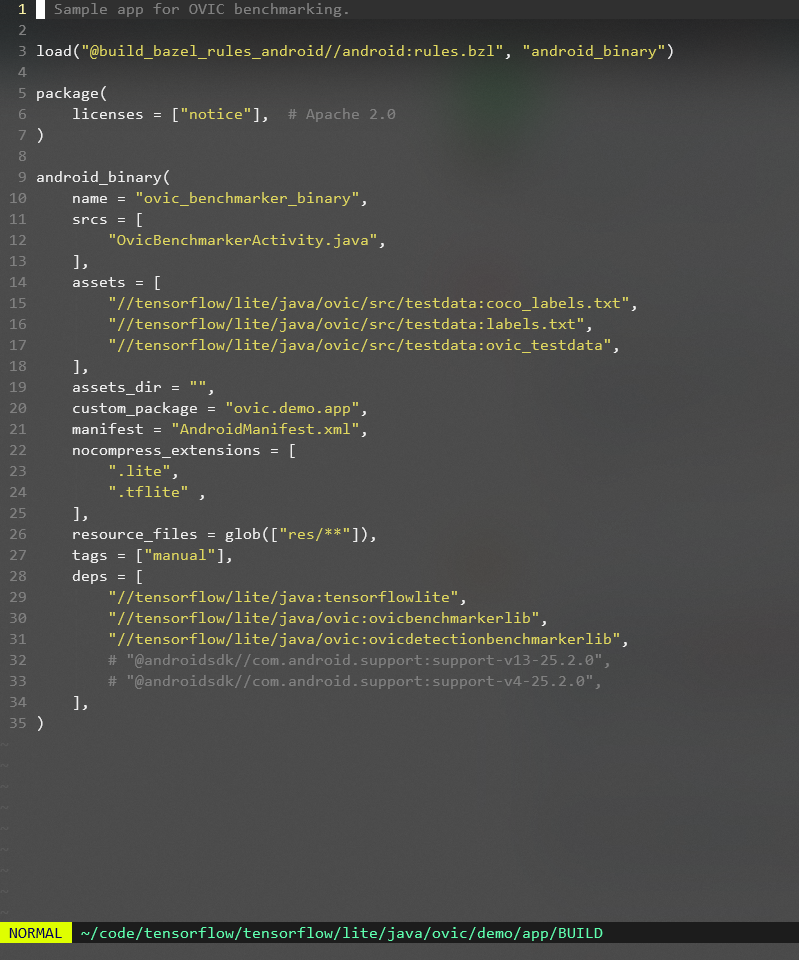 1 Sample app for OVIC benchmarking.
2
3 load("@build_bazel_rules_android//android:rules.bzl", "android_binary")
4
5 package(
6     licenses = ["notice"],  # Apache 2.0
7 )
8
9 android_binary(
10     name = "ovic_benchmarker_binary",
11     srcs = [
12         "OvicBenchmarkerActivity.java",
13     ],
14     assets = [
15         "//tensorflow/lite/java/ovic/src/testdata:coco_labels.txt",
16         "//tensorflow/lite/java/ovic/src/testdata:labels.txt",
17         "//tensorflow/lite/java/ovic/src/testdata:ovic_testdata",
18     ],
19     assets_dir = "",
20     custom_package = "ovic.demo.app",
21     manifest = "AndroidManifest.xml",
22     nocompress_extensions = [
23         ".lite",
24         ".tflite" ,
25     ],
26     resource_files = glob(["res/**"]),
27     tags = ["manual"],
28     deps = [
29         "//tensorflow/lite/java:tensorflowlite",
30         "//tensorflow/lite/java/ovic:ovicbenchmarkerlib",
31         "//tensorflow/lite/java/ovic:ovicdetectionbenchmarkerlib",
32         # "@androidsdk//com.android.support:support-v13-25.2.0",
33         # "@androidsdk//com.android.support:support-v4-25.2.0",
34     ],
35 )
~
~
~
~
~
~
~
~
~
NORMAL ~/code/tensorflow/tensorflow/lite/java/ovic/demo/app/BUILD